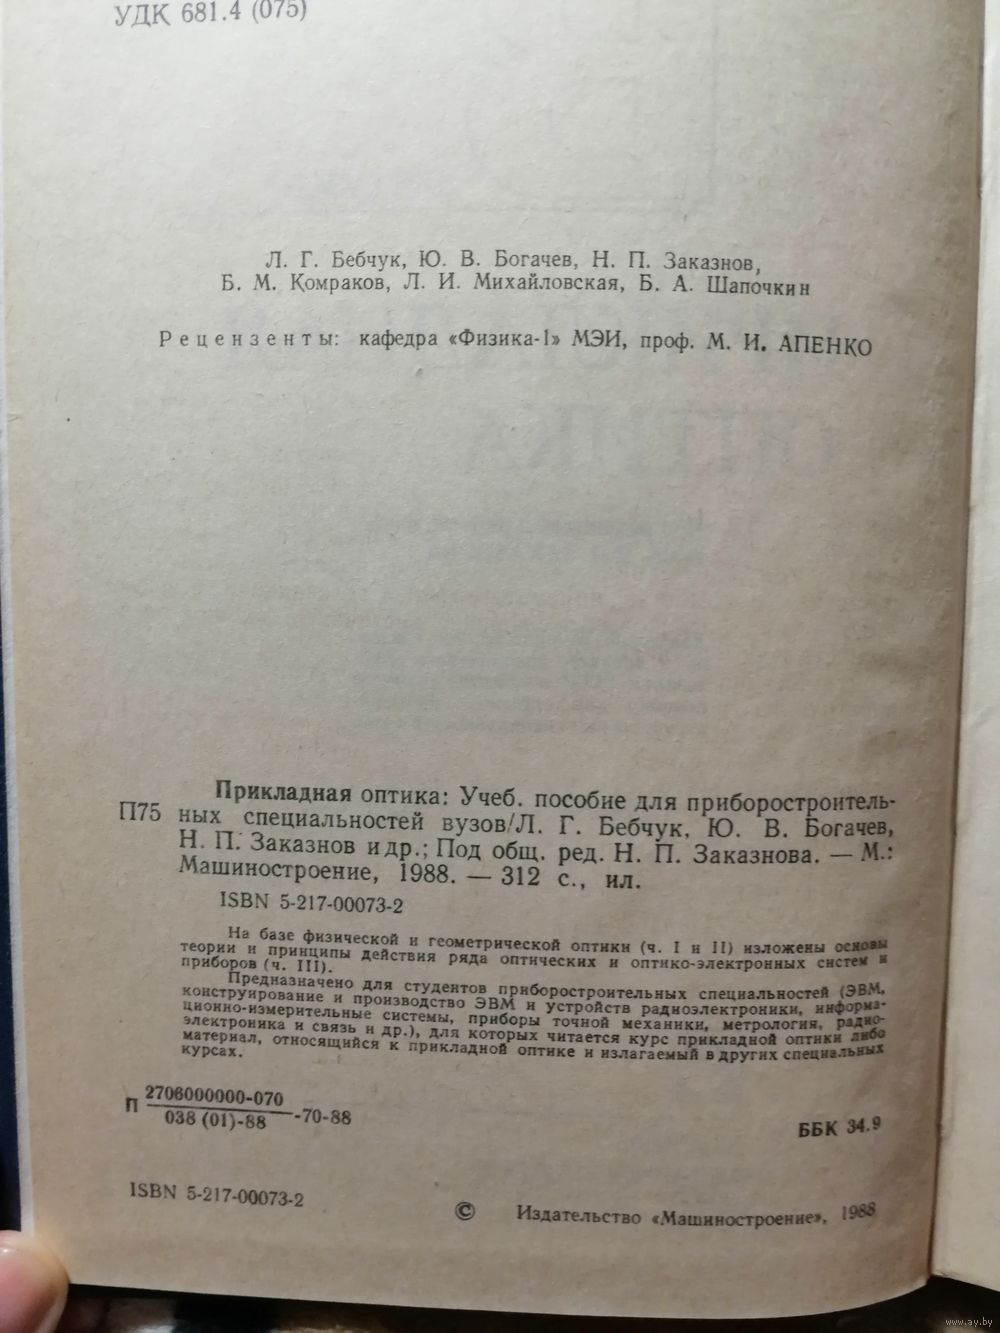 УДК 681.4 (075)
Л. Г. Бебчук, Ю. В. Богачев, Н. П. Заказнов,
Б. М. Комраков, Л. И. Михайловская, Б. А. Шапочкин
Рецензенты: кафедра «Физика-1» МЭИ, проф. М. И. АПЕНКО
Прикладная оптика: Учеб. пособие для приборостроитель-
П75 ных специальностей вузов/Л. Г. Бебчук, Ю. В. Богачев,
Н. П. Заказнов и др.; Под общ. ред. Н. П. Заказнова. — М.:
Машиностроение, 1988. — 312 с., ил.
ISBN 5-217-00073-2
На базе физической и геометрической оптики (ч. I и II) изложены основы
теории и принципы действия ряда оптических и оптико-электронных систем и
приборов (ч. III).
Предназначено для студентов приборостроительных специальностей (ЭВМ,
конструирование и производство ЭВМ и устройств радиоэлектроники, информа-
ционно-измерительные системы, приборы точной механики, метрология, радио-
электроника и связь и др.), для которых читается курс прикладной оптики либо
материал, относящийся к прикладной оптике и излагаемый в других специальных
курсах.
П 2706000000-070
038 (01)-88 -70-88
ББК 34.9
ISBN 5-217-00073-2
© Издательство «Машиностроение», 1988
www.ay.by